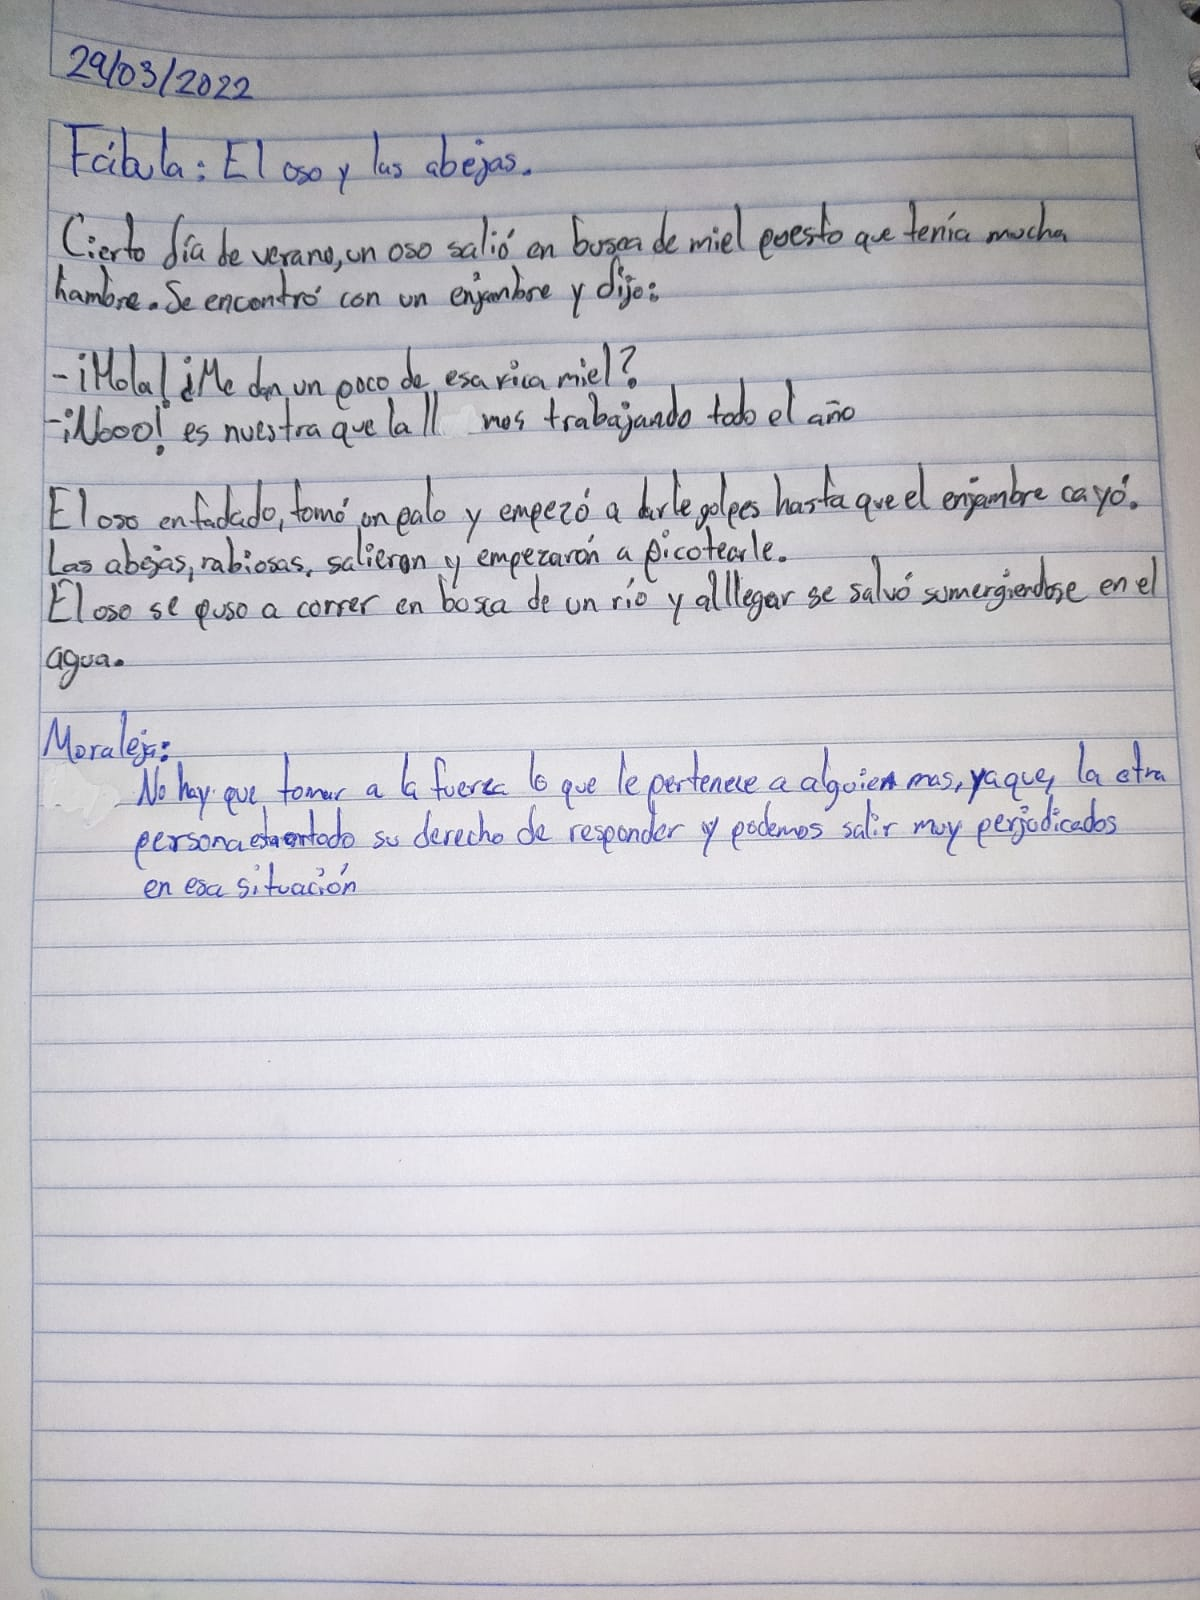 29/03/2022
Fábula: El oso y las abejas.
Cierto día de verano, un oso salió en busca de miel puesto que tenía mucha
hambre. Se encontró con un enjambre y dijo:
- ¡Hola! ¿Me dan un poco de esa rica miel?
- ¡Nooo! es nuestra que la ll mos trabajando todo el año
El oso enfadado, tomó un palo y empezó a darle golpes hasta que el enjambre cayó.
Las abejas, rabiosas, salieron y empezarón a picotearle.
El oso se puso a correr en busca de un río y al llegar se salvó sumergiendose en el
agua.
Moraleja:
No hay que tomar a la fuerza lo que le pertenece a alguien mas, ya que, la otra
persona esta en todo su derecho de responder y podemos salir muy perjudicados
en esa situación